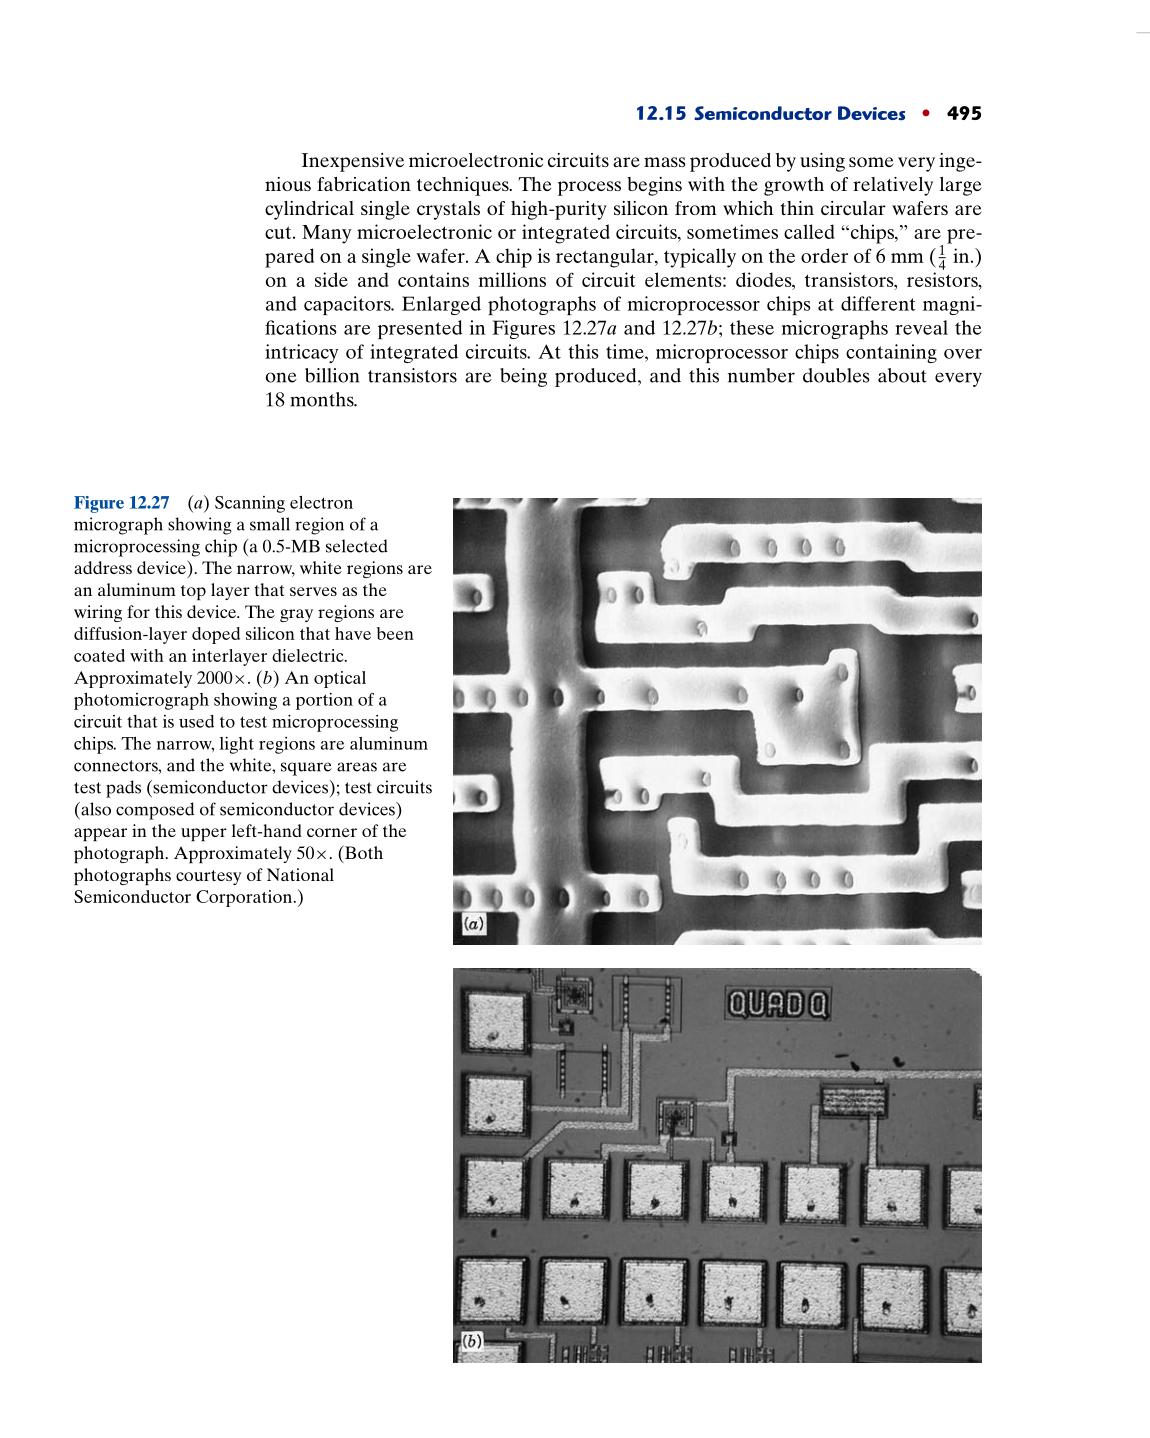 12.15 Semiconductor Devices • 495
Inexpensive microelectronic circuits are mass produced by using some very inge-
nious fabrication techniques. The process begins with the growth of relatively large
cylindrical single crystals of high-purity silicon from which thin circular wafers are
cut. Many microelectronic or integrated circuits, sometimes called “chips,” are pre-
pared on a single wafer. A chip is rectangular, typically on the order of 6 mm (1/4 in.)
on a side and contains millions of circuit elements: diodes, transistors, resistors,
and capacitors. Enlarged photographs of microprocessor chips at different magni-
fications are presented in Figures 12.27a and 12.27b; these micrographs reveal the
intricacy of integrated circuits. At this time, microprocessor chips containing over
one billion transistors are being produced, and this number doubles about every
18 months.
Figure 12.27 (a) Scanning electron
micrograph showing a small region of a
microprocessing chip (a 0.5-MB selected
address device). The narrow, white regions are
an aluminum top layer that serves as the
wiring for this device. The gray regions are
diffusion-layer doped silicon that have been
coated with an interlayer dielectric.
Approximately 2000×. (b) An optical
photomicrograph showing a portion of a
circuit that is used to test microprocessing
chips. The narrow, light regions are aluminum
connectors, and the white, square areas are
test pads (semiconductor devices); test circuits
(also composed of semiconductor devices)
appear in the upper left-hand corner of the
photograph. Approximately 50×. (Both
photographs courtesy of National
Semiconductor Corporation.)
(a)
QUAD Q
(b)